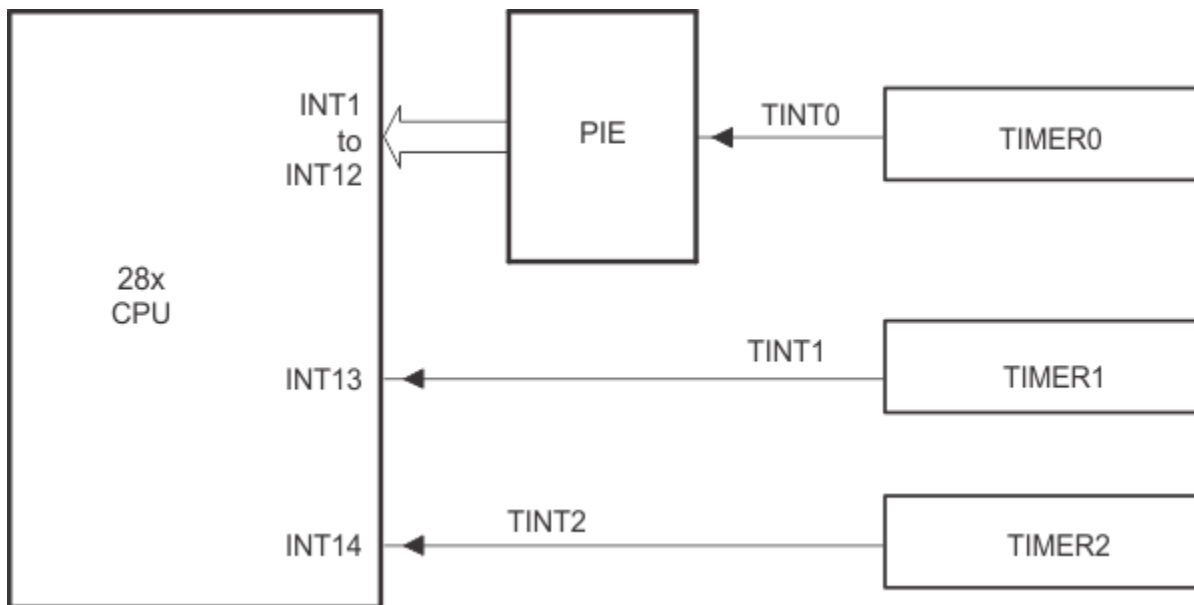 INT1
to
INT12
PIE
TINT0
TIMER0
28x
CPU
TINT1
INT13
TIMER1
TINT2
INT14
TIMER2